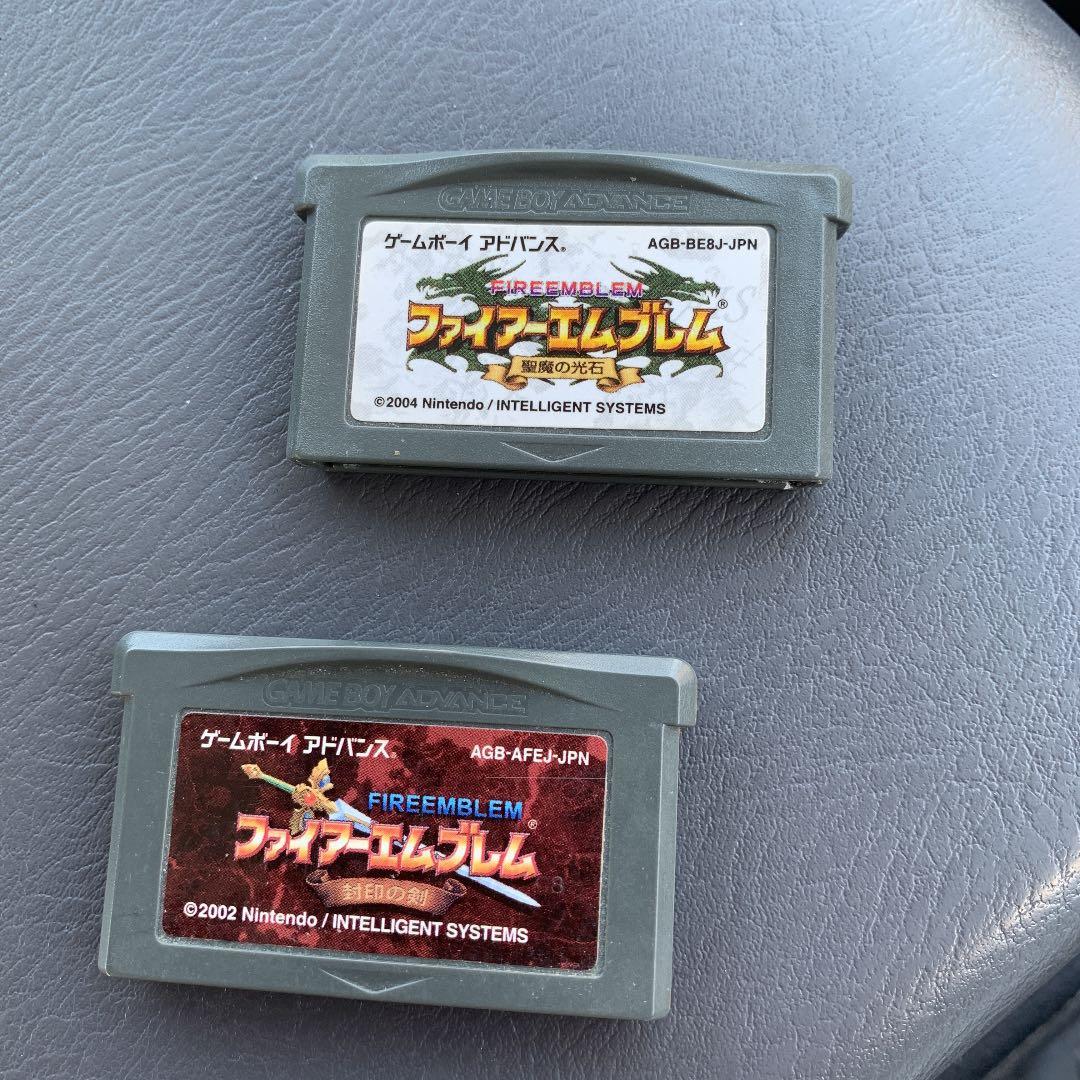 GAME BOY ADVANCE
ゲームボーイ アドバンス® AGB-BE8J-JPN
FIREEMBLEM
ファイアーエムブレム®
聖魔の光石
©2004 Nintendo / INTELLIGENT SYSTEMS
GAME BOY ADVANCE
ゲームボーイ アドバンス® AGB-AFEJ-JPN
FIREEMBLEM
ファイアーエムブレム®
封印の剣
©2002 Nintendo / INTELLIGENT SYSTEMS